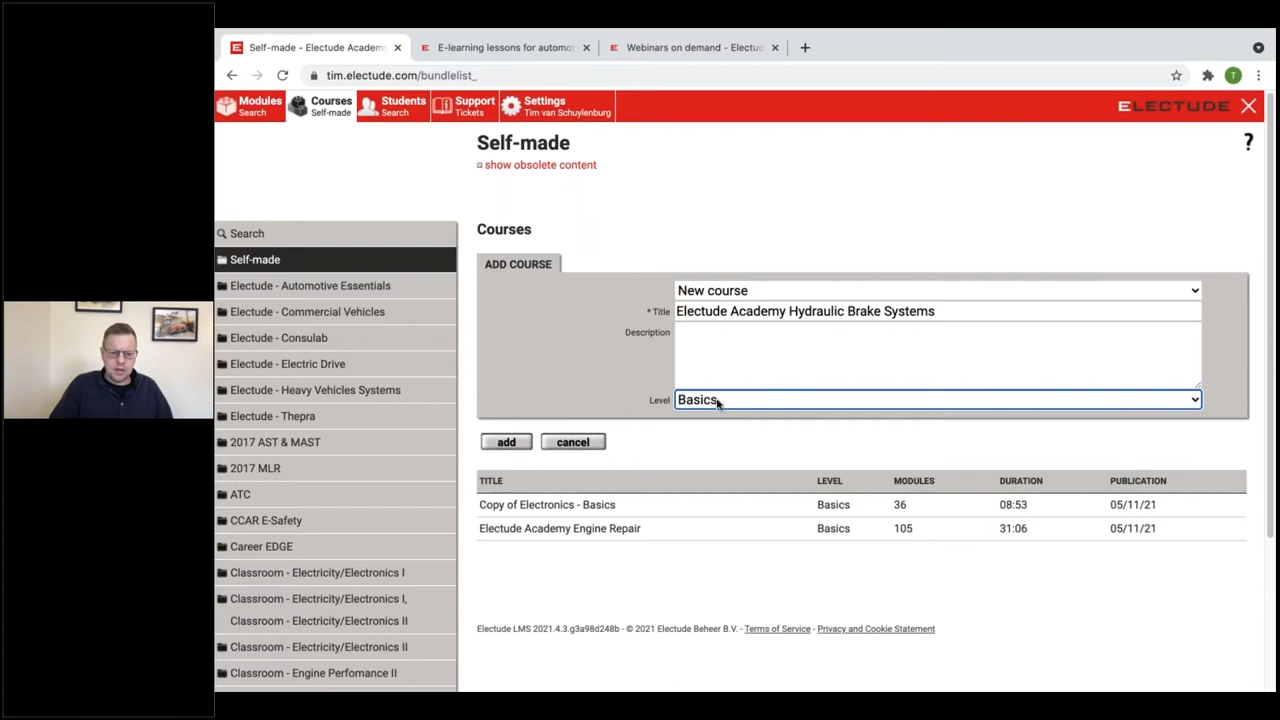 Self-made - Electude Academy
E-learning lessons for automot
Webinars on demand - Electud
tim.electude.com/bundlelist_
T
Modules
Search
Courses
Self-made
Students
Search
Support
Tickets
Settings
Tim van Schuylenburg
ELECTUDE
Self-made
show obsolete content
?
Search
Self-made
Electude - Automotive Essentials
Electude - Commercial Vehicles
Electude - Consulab
Electude - Electric Drive
Electude - Heavy Vehicles Systems
Electude - Thepra
2017 AST & MAST
2017 MLR
ATC
CCAR E-Safety
Career EDGE
Classroom - Electricity/Electronics I
Classroom - Electricity/Electronics I,
Classroom - Electricity/Electronics II
Classroom - Electricity/Electronics II
Classroom - Engine Perfomance II
Courses
ADD COURSE
New course
* Title Electude Academy Hydraulic Brake Systems
Description
Level Basics
add cancel
TITLE LEVEL MODULES DURATION PUBLICATION
Copy of Electronics - Basics Basics 36 08:53 05/11/21
Electude Academy Engine Repair Basics 105 31:06 05/11/21
Electude LMS 2021.4.3.g3a98d248b - © 2021 Electude Beheer B.V. - Terms of Service - Privacy and Cookie Statement